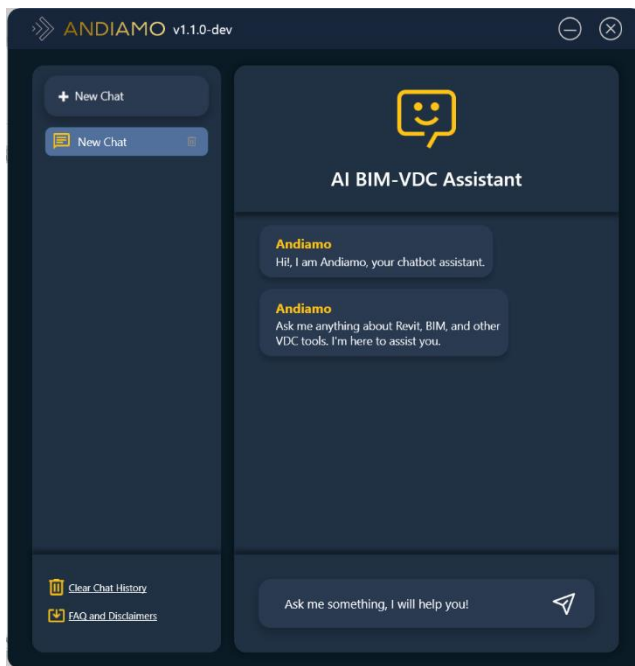 ANDIAMO v1.1.0-dev
+ New Chat
New Chat
Clear Chat History
FAQ and Disclaimers
AI BIM-VDC Assistant
Andiamo
Hi!, I am Andiamo, your chatbot assistant.
Andiamo
Ask me anything about Revit, BIM, and other
VDC tools. I'm here to assist you.
Ask me something, I will help you!